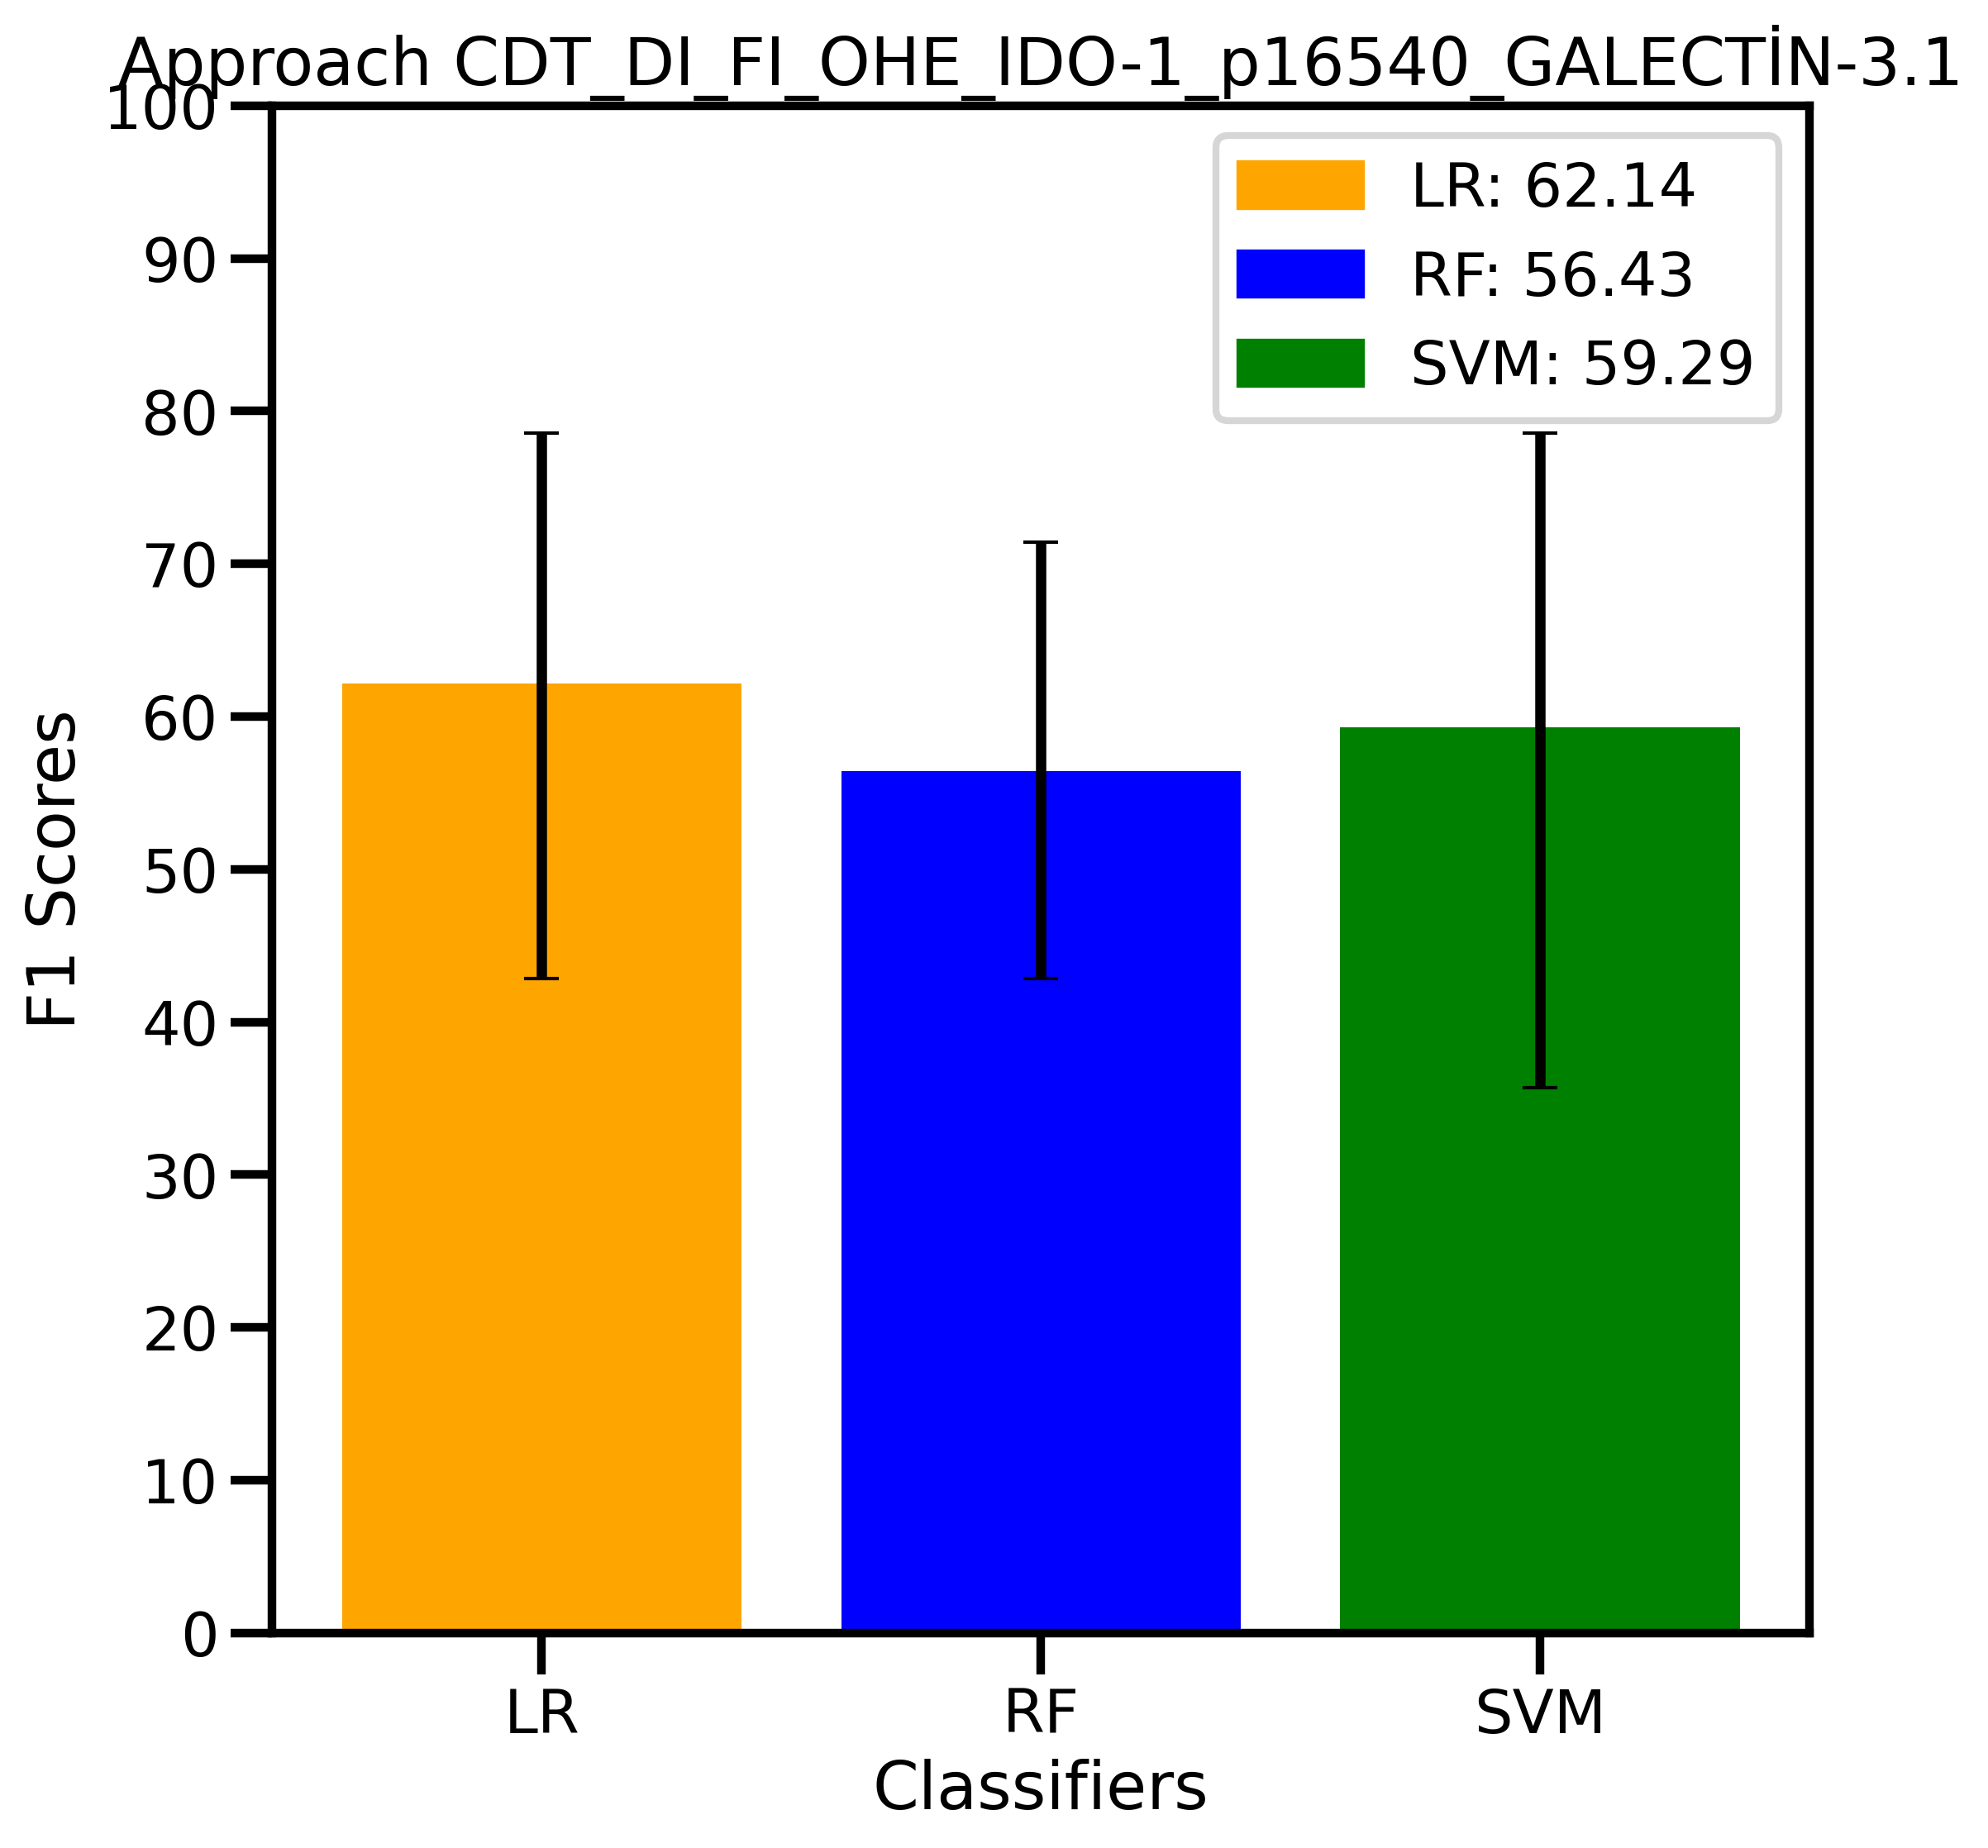 Approach CDT_DI_FI_OHE_IDO-1_p16540_GALECTİN-3.1
100
90
80
70
60
50
40
30
20
10
0
F1 Scores
LR: 62.14
RF: 56.43
SVM: 59.29
LR
RF
SVM
Classifiers